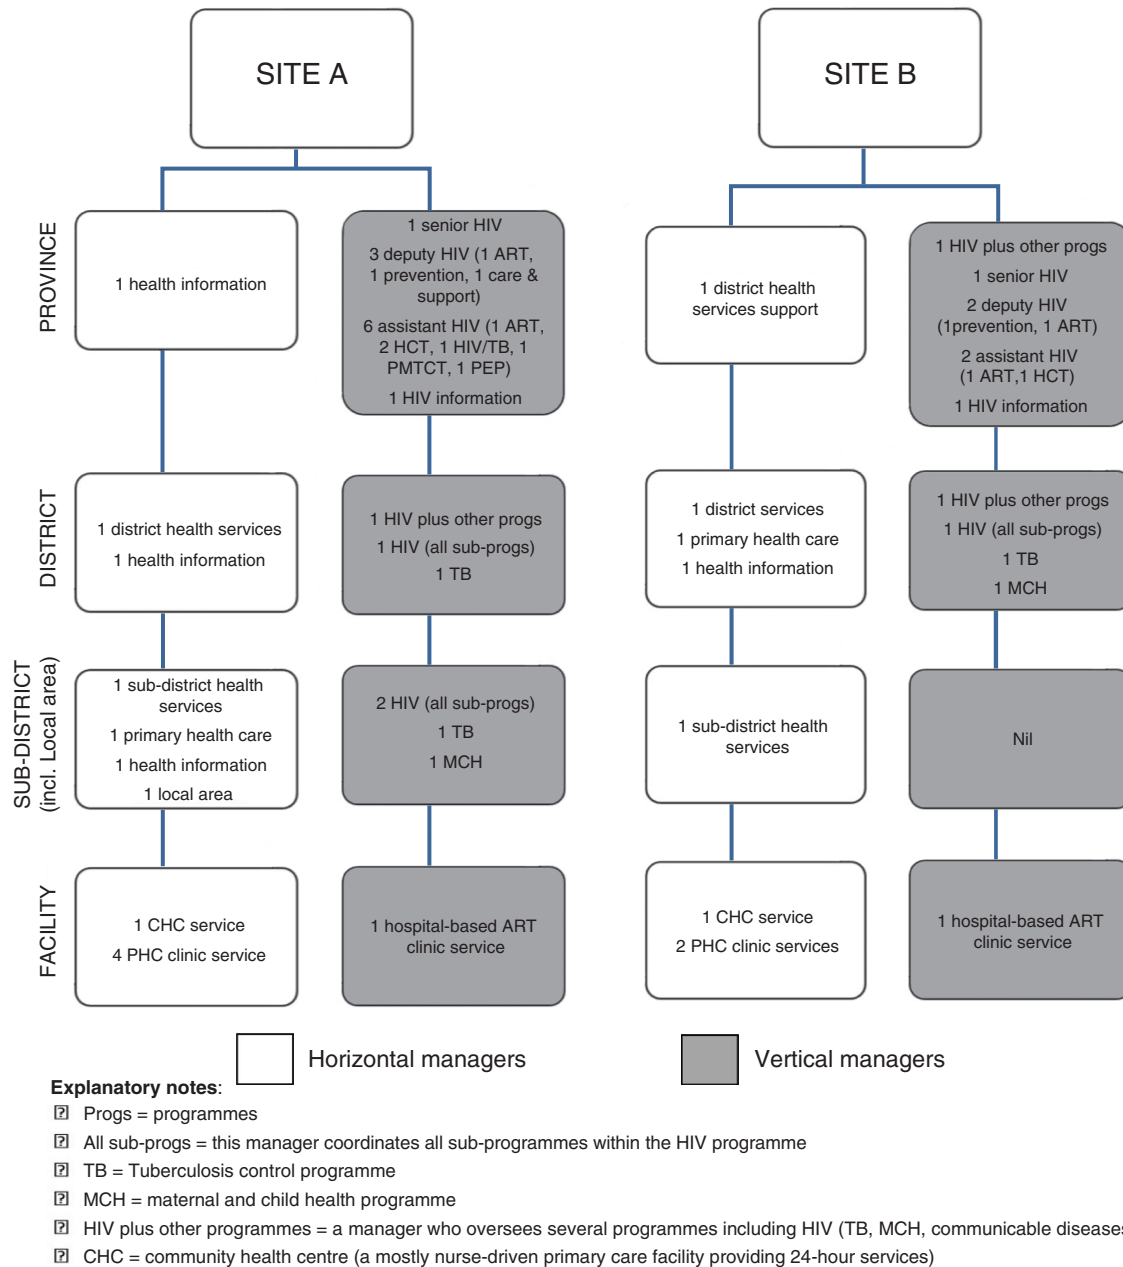 SITE A
SITE B
PROVINCE
1 health information
1 senior HIV
3 deputy HIV (1 ART,
1 prevention, 1 care &
support)
6 assistant HIV (1 ART,
2 HCT, 1 HIV/TB, 1
PMTCT, 1 PEP)
1 HIV information
1 district health
services support
1 HIV plus other progs
1 senior HIV
2 deputy HIV
(1prevention, 1 ART)
2 assistant HIV
(1 ART,1 HCT)
1 HIV information
DISTRICT
1 district health services
1 health information
1 HIV plus other progs
1 HIV (all sub-progs)
1 TB
1 district services
1 primary health care
1 health information
1 HIV plus other progs
1 HIV (all sub-progs)
1 TB
1 MCH
SUB-DISTRICT
(incl. Local area)
1 sub-district health
services
1 primary health care
1 health information
1 local area
2 HIV (all sub-progs)
1 TB
1 MCH
1 sub-district health
services
Nil
FACILITY
1 CHC service
4 PHC clinic service
1 hospital-based ART
clinic service
1 CHC service
2 PHC clinic services
1 hospital-based ART
clinic service
Horizontal managers
Vertical managers
Explanatory notes:
Progs = programmes
All sub-progs = this manager coordinates all sub-programmes within the HIV programme
TB = Tuberculosis control programme
MCH = maternal and child health programme
HIV plus other programmes = a manager who oversees several programmes including HIV (TB, MCH, communicable diseases
CHC = community health centre (a mostly nurse-driven primary care facility providing 24-hour services)